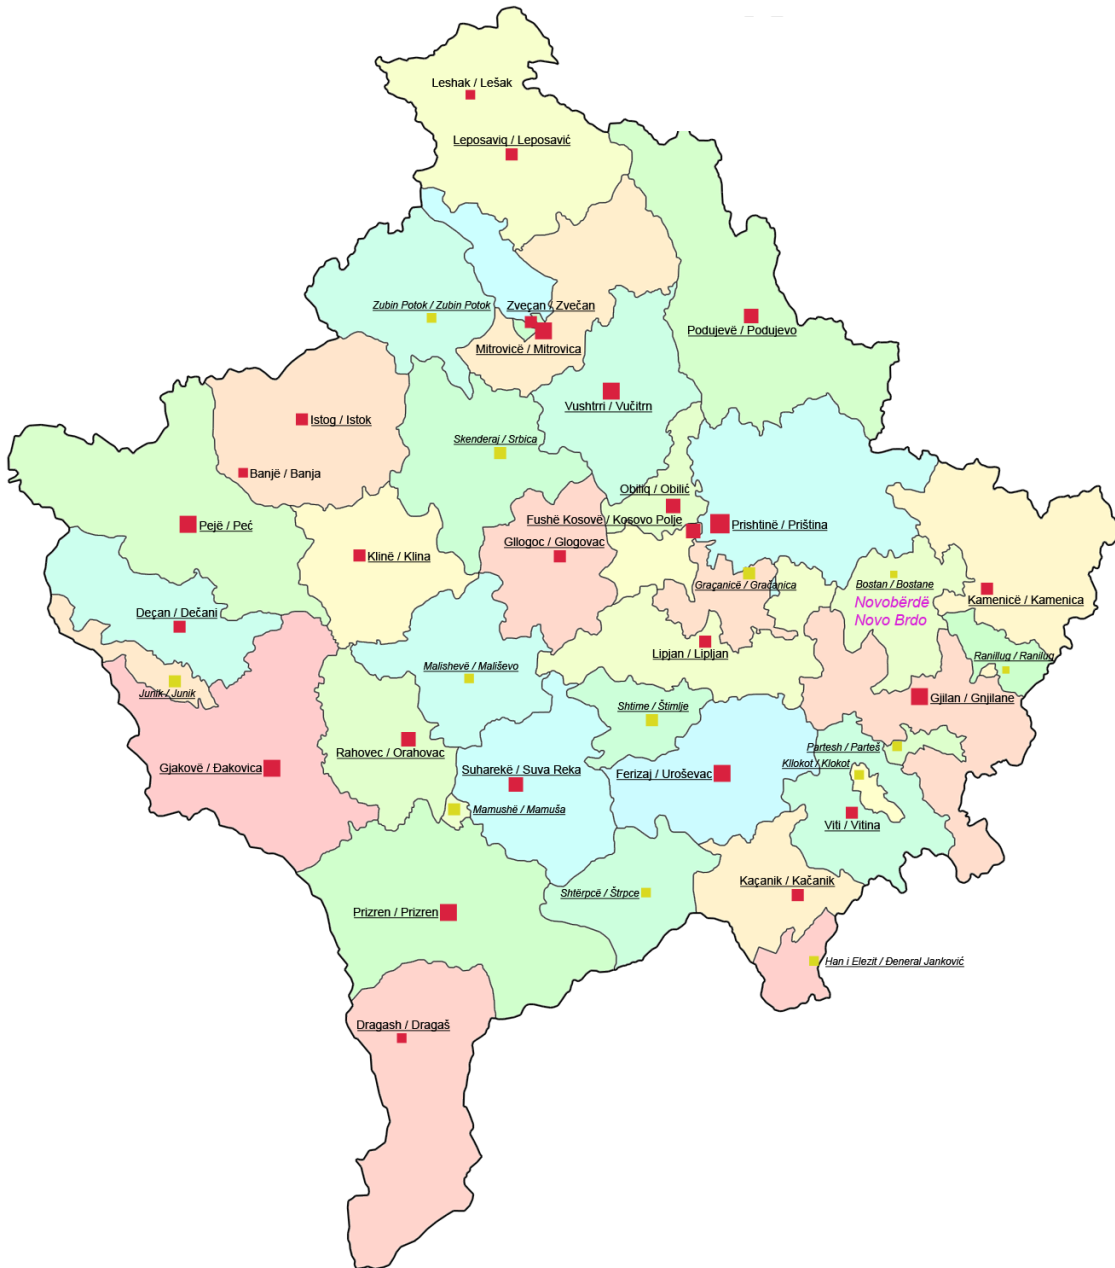 Leshak / Lešak
Leposaviq / Leposavić
Zubin Potok / Zubin Potok
Zveçan / Zvečan
Podujevë / Podujevo
Mitrovicë / Mitrovica
Vushtrri / Vučitrn
Istog / Istok
Skenderaj / Srbica
Banjë / Banja
Obiliq / Obilić
Fushë Kosovë / Kosovo Polje
Pejë / Peć
Prishtinë / Priština
Gllogoc / Glogovac
Klinë / Klina
Graçanicë / Gračanica
Bostan / Bostane
Kamenicë / Kamenica
Novobërdë
Novo Brdo
Deçan / Dečani
Lipjan / Lipljan
Ranillug / Ranilug
Malishevë / Mališevo
Junik / Junik
Gjilan / Gnjilane
Shtime / Štimlje
Partesh / Parteš
Rahovec / Orahovac
Kllokot / Klokot
Gjakovë / Đakovica
Suharekë / Suva Reka
Ferizaj / Uroševac
Mamushë / Mamuša
Viti / Vitina
Kaçanik / Kačanik
Shtërpcë / Štrpce
Prizren / Prizren
Han i Elezit / Đeneral Janković
Dragash / Dragaš